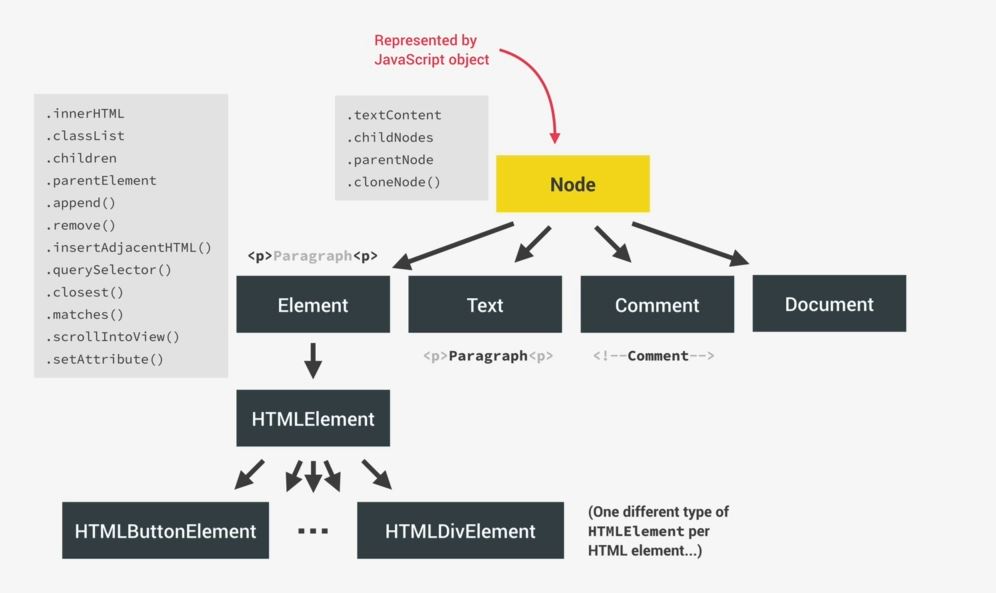 Represented by
JavaScript object
.innerHTML
.classList
.children
.parentElement
.append()
.remove()
.insertAdjacentHTML()
.querySelector()
.closest()
.matches()
.scrollIntoView()
.setAttribute()
.textContent
.childNodes
.parentNode
.cloneNode()
Node
<p>Paragraph<p>
Element
Text
Comment
Document
<p>Paragraph<p>
<!--Comment-->
HTMLElement
HTMLButtonElement
...
HTMLDivElement
(One different type of
HTMLElement per
HTML element...)